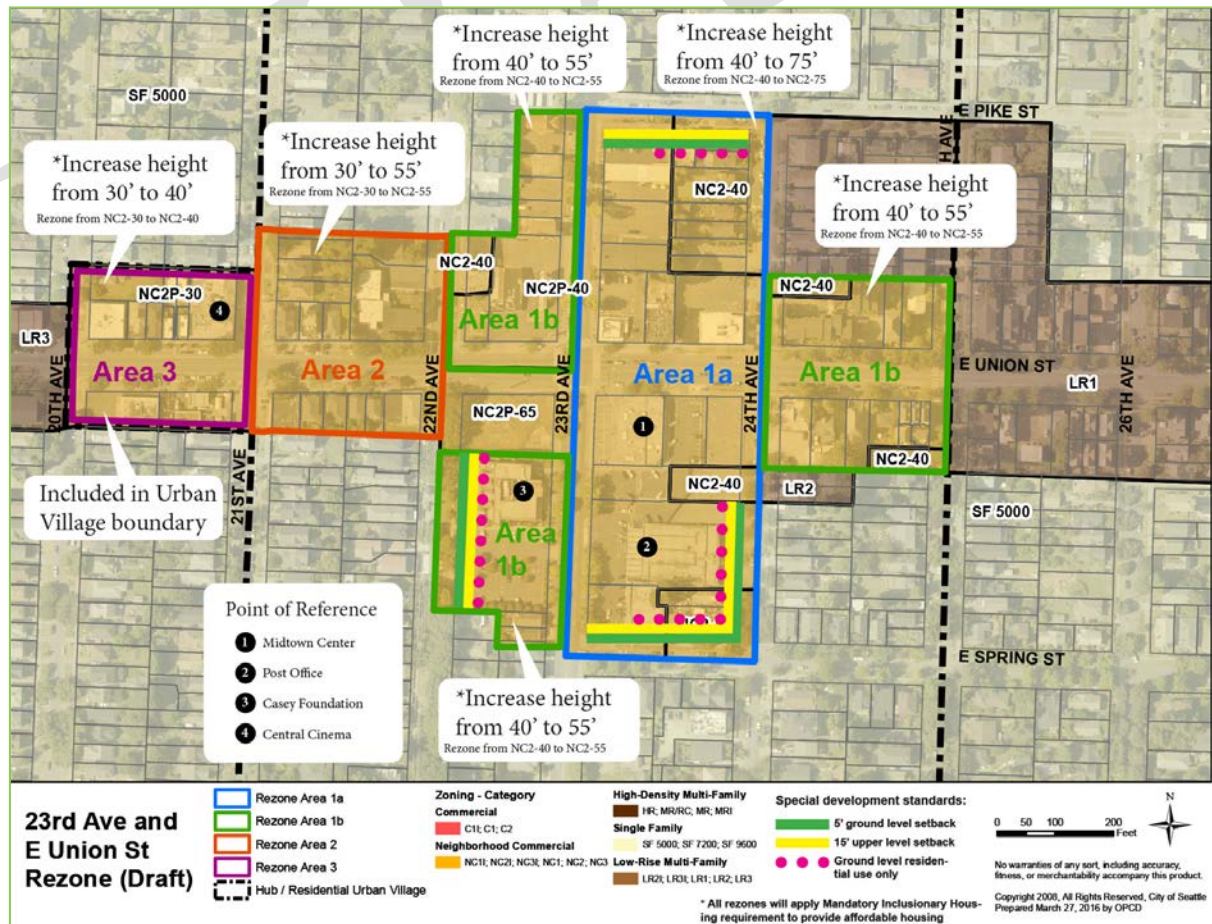 *Increase height
from 40' to 55'
Rezone from NC2-40 to NC2-55
*Increase height
from 40' to 75'
Rezone from NC2-40 to NC2-75
SF 5000
*Increase height
from 30' to 55'
Rezone from NC2-30 to NC2-55
E PIKE ST
*Increase height
from 30' to 40'
Rezone from NC2-30 to NC2-40
NC2-40
*Increase height
from 40' to 55'
Rezone from NC2-40 to NC2-55
NC2-40
NC2P-40
NC2-40
NC2P-30
4
LR3
Area 3
Area 2
Area 1b
Area 1a
Area 1b
E UNION ST
LR1
20TH AVE
21ST AVE
22ND AVE
23RD AVE
24TH AVE
26TH AVE
NC2P-65
1
NC2-40
Included in Urban
Village boundary
3
NC2-40
LR2
SF 5000
Area
1b
2
Point of Reference
1 Midtown Center
2 Post Office
3 Casey Foundation
4 Central Cinema
E SPRING ST
*Increase height
from 40' to 55'
Rezone from NC2-40 to NC2-55
23rd Ave and
E Union St
Rezone (Draft)
Rezone Area 1a
Rezone Area 1b
Rezone Area 2
Rezone Area 3
Hub / Residential Urban Village
Zoning - Category
Commercial
C1I; C1; C2
Neighborhood Commercial
NC1I; NC2I; NC3I; NC1; NC2; NC3
High-Density Multi-Family
HR; MR/RC; MR; MRI
Single Family
SF 5000; SF 7200; SF 9600
Low-Rise Multi-Family
LR2I; LR3I; LR1; LR2; LR3
Special development standards:
5' ground level setback
15' upper level setback
Ground level residen-
tial use only
* All rezones will apply Mandatory Inclusionary Hous-
ing requirement to provide affordable housing
N
0 50 100 200
Feet
No warranties of any sort, including accuracy,
fitness, or merchantability accompany this product.
Copyright 2008, All Rights Reserved, City of Seattle
Prepared March 27, 2016 by OPCD